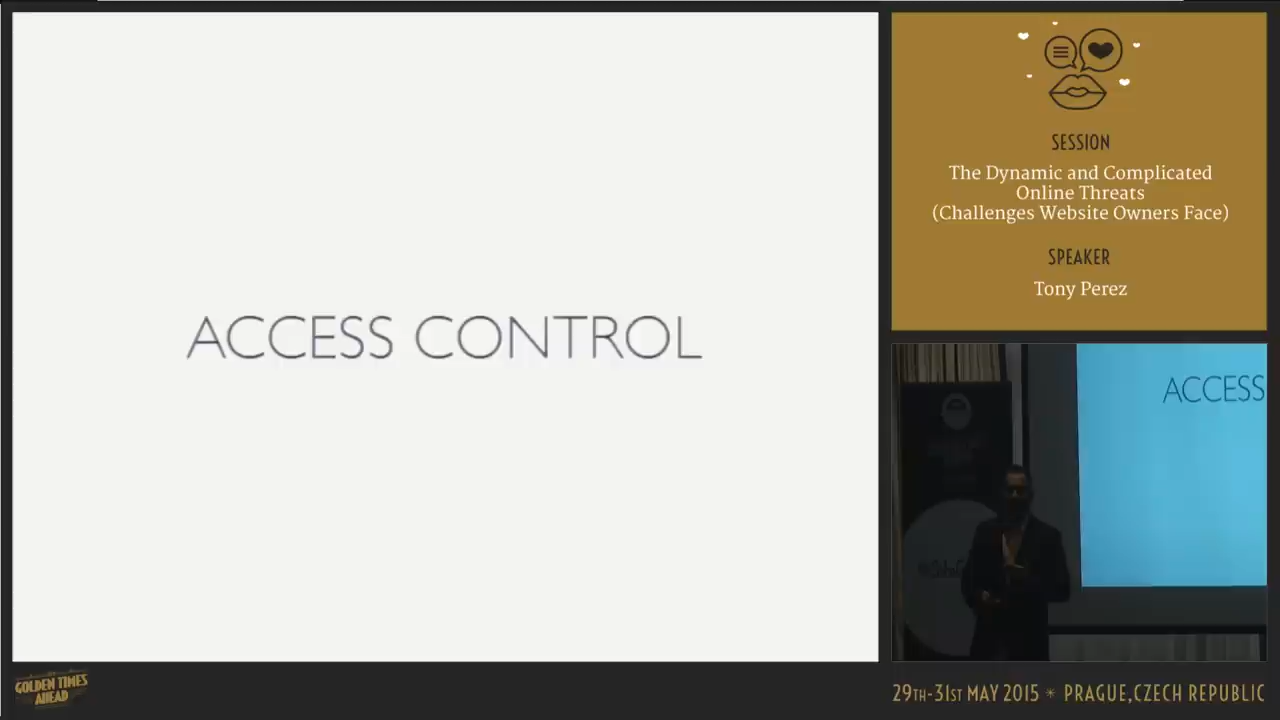 ACCESS CONTROL
SESSION
The Dynamic and Complicated
Online Threats
(Challenges Website Owners Face)
SPEAKER
Tony Perez
ACCESS
GOLDEN TIMES
AHEAD
29TH-31ST MAY 2015 * PRAGUE, CZECH REPUBLIC